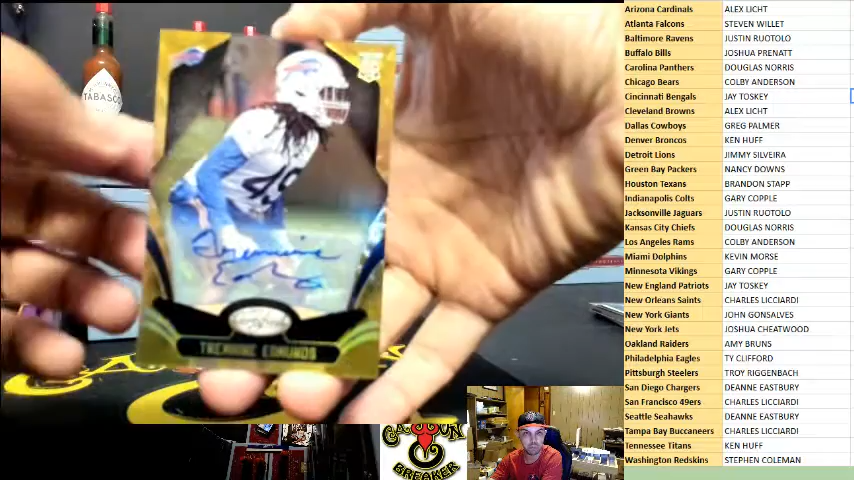 TABASCO
RC
49
Tremaine Edmunds
TREMAINE EDMUNDS
CARTOON
BREAKER
Arizona Cardinals ALEX LICHT
Atlanta Falcons STEVEN WILLET
Baltimore Ravens JUSTIN RUOTOLO
Buffalo Bills JOSHUA PRENATT
Carolina Panthers DOUGLAS NORRIS
Chicago Bears COLBY ANDERSON
Cincinnati Bengals JAY TOSKEY
Cleveland Browns ALEX LICHT
Dallas Cowboys GREG PALMER
Denver Broncos KEN HUFF
Detroit Lions JIMMY SILVEIRA
Green Bay Packers NANCY DOWNS
Houston Texans BRANDON STAPP
Indianapolis Colts GARY COPPLE
Jacksonville Jaguars JUSTIN RUOTOLO
Kansas City Chiefs DOUGLAS NORRIS
Los Angeles Rams COLBY ANDERSON
Miami Dolphins KEVIN MORSE
Minnesota Vikings GARY COPPLE
New England Patriots JAY TOSKEY
New Orleans Saints CHARLES LICCIARDI
New York Giants JOHN GONSALVES
New York Jets JOSHUA CHEATWOOD
Oakland Raiders AMY BRUNS
Philadelphia Eagles TY CLIFFORD
Pittsburgh Steelers TROY RIGGENBACH
San Diego Chargers DEANNE EASTBURY
San Francisco 49ers CHARLES LICCIARDI
Seattle Seahawks DEANNE EASTBURY
Tampa Bay Buccaneers CHARLES LICCIARDI
Tennessee Titans KEN HUFF
Washington Redskins STEPHEN COLEMAN